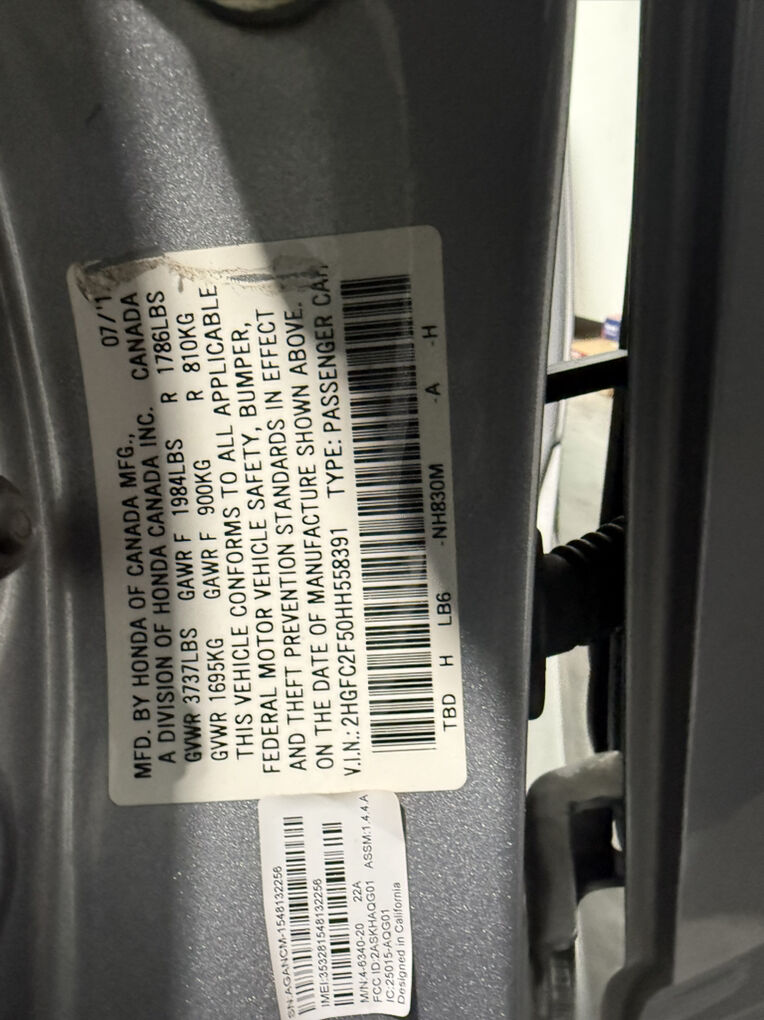 MFD. BY HONDA OF CANADA MFG., 07/1
A DIVISION OF HONDA CANADA INC. CANADA
GVWR 3737LBS GAWR F 1984LBS R 1786LBS
GVWR 1695KG GAWR F 900KG R 810KG
THIS VEHICLE CONFORMS TO ALL APPLICABLE
FEDERAL MOTOR VEHICLE SAFETY, BUMPER,
AND THEFT PREVENTION STANDARDS IN EFFECT
ON THE DATE OF MANUFACTURE SHOWN ABOVE.
V.I.N.: 2HGFC2F50HH558391 TYPE: PASSENGER CAR
TBD H LB6 -NH830M -A -H
SN:AGANCM-1548132256
IMEI:353281548132256
M/N:4-6340-20 22A
FCC ID:2ASKHAQG01 ASSM:1.4.4.A
IC:25015-AQG01
Designed in California